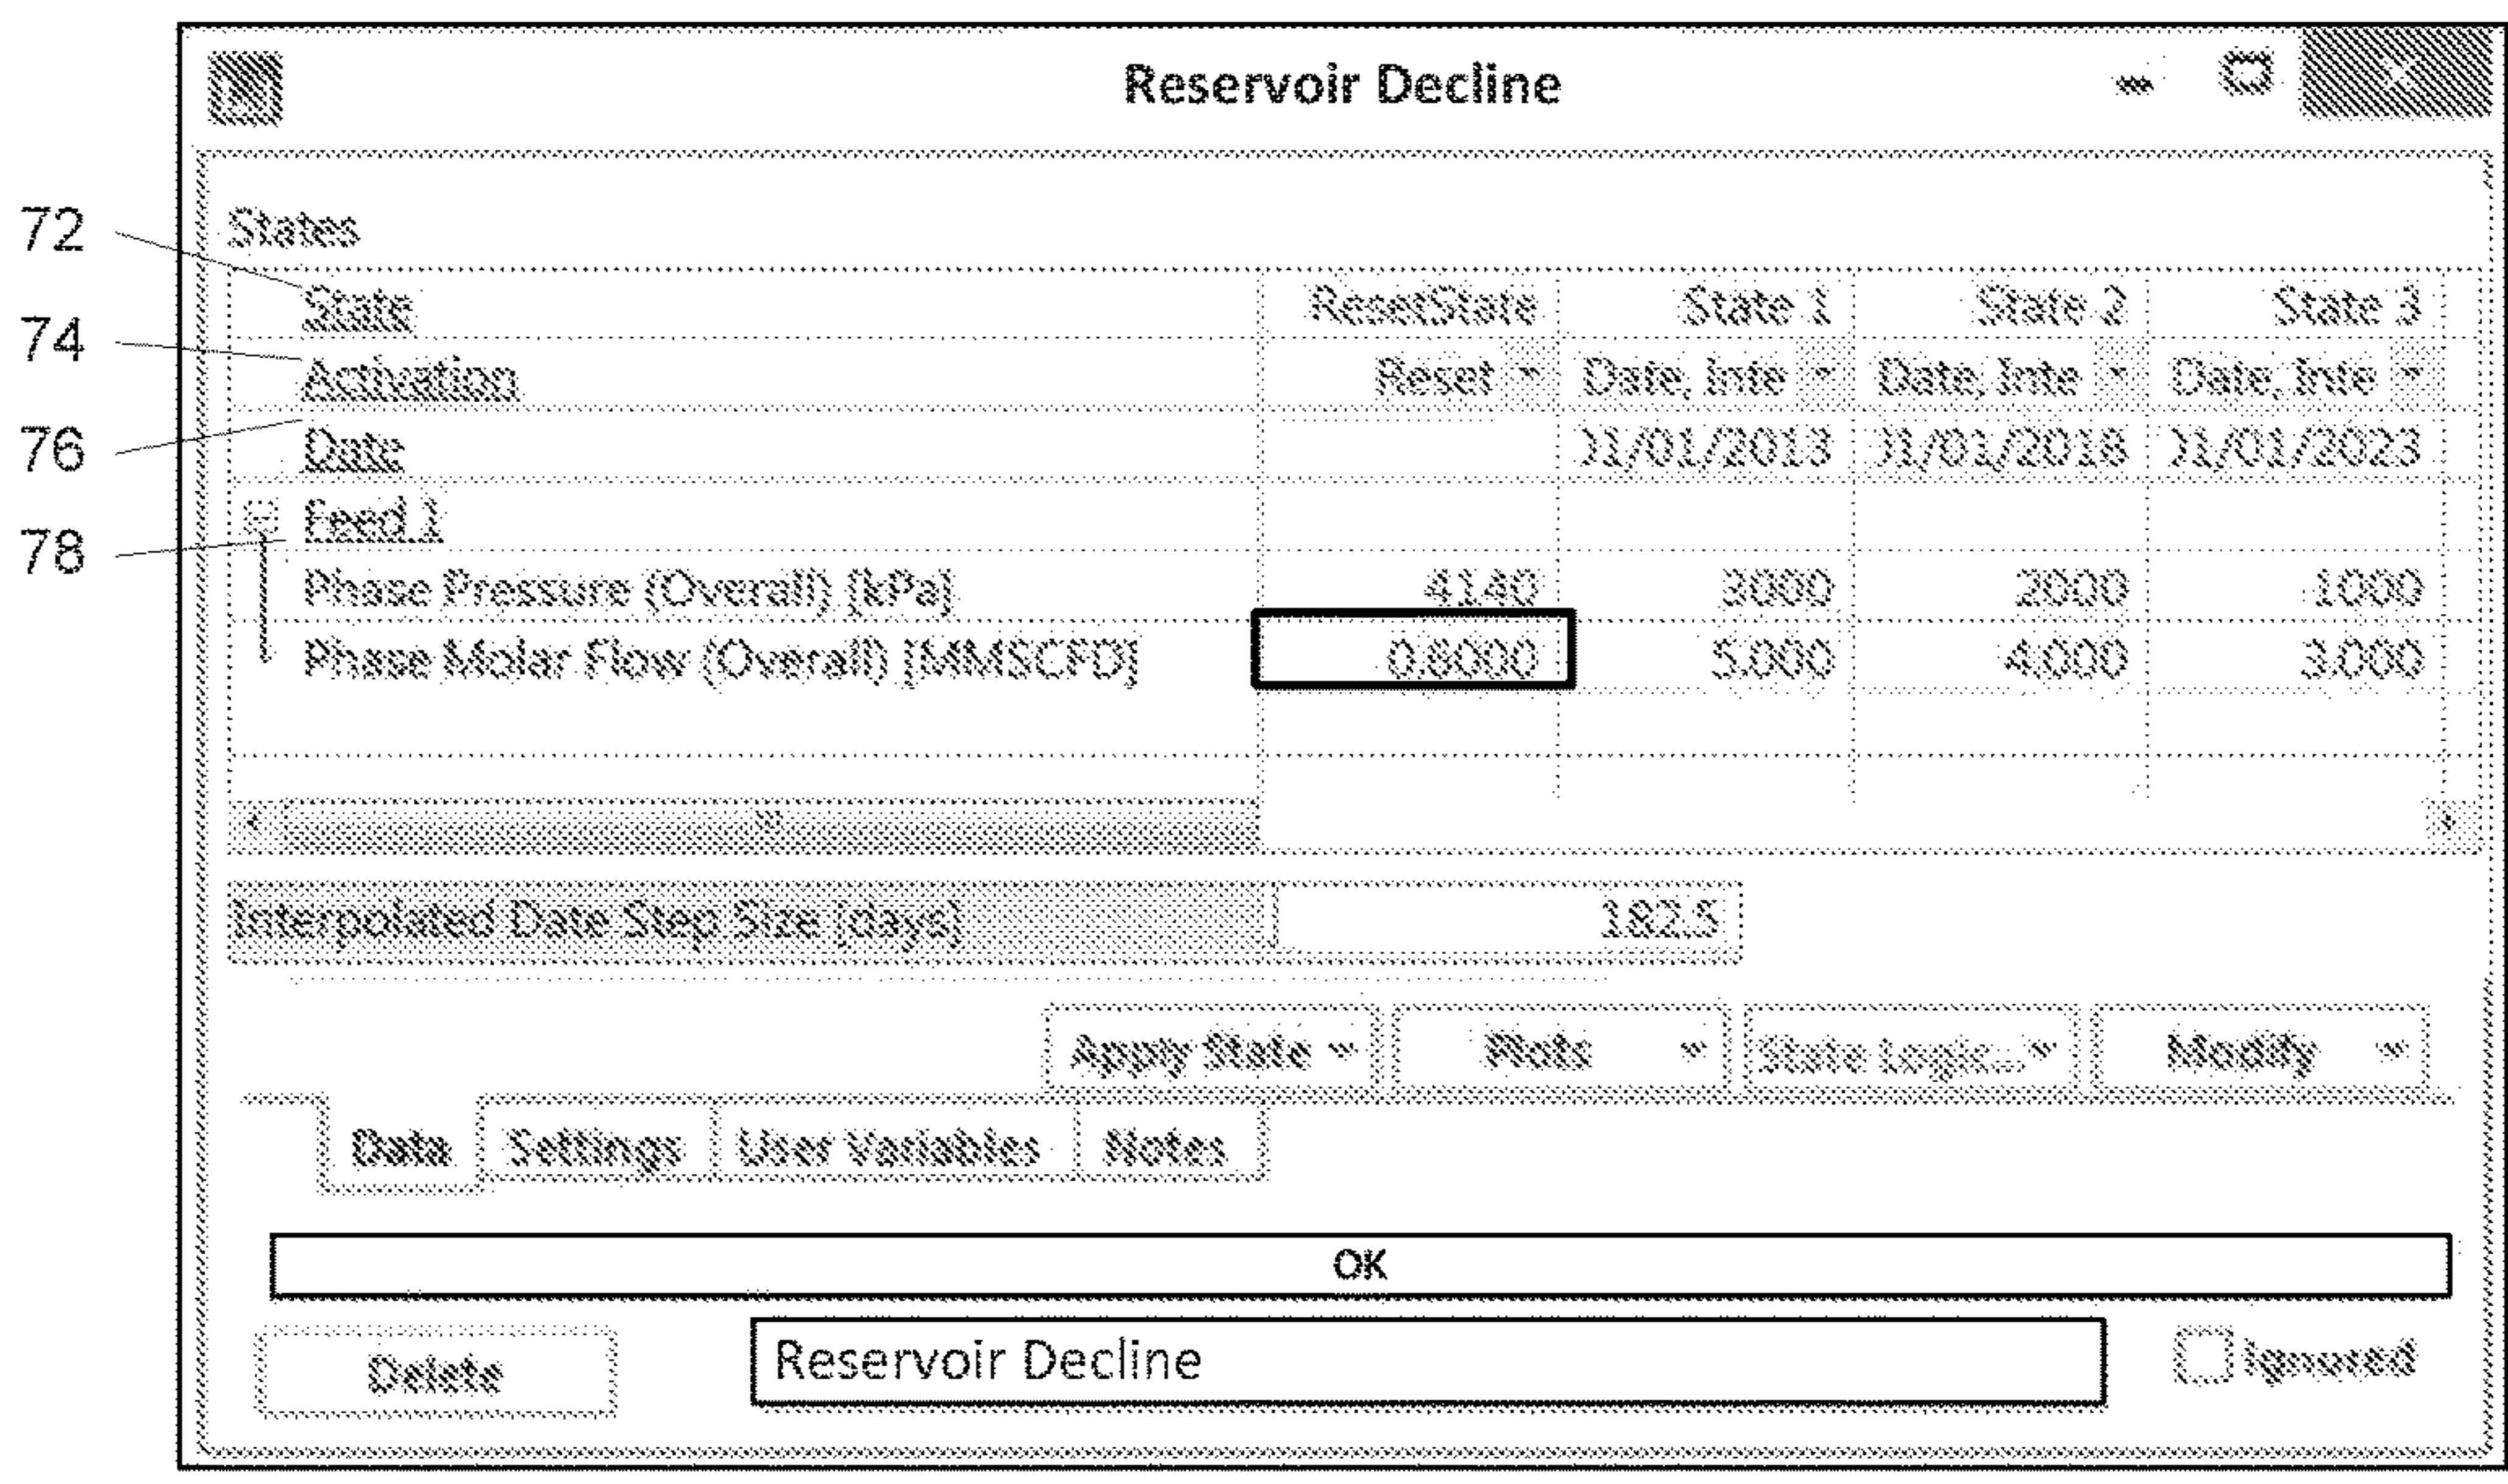 Reservoir Decline
72
States
State ResetState State 1 State 2 State 3
74
Activation Reset Date, Inte Date, Inte Date, Inte
76
Date 01/01/2013 01/01/2018 01/01/2023
78
Feed 1
Phase Pressure (Overall) [kPa] 4140 3000 2000 1000
Phase Molar Flow (Overall) [MMSCFD] 0.8000 5.000 4.000 3.000
Interpolated Date Step Size [days] 182.5
Apply State Plots State Logic... Modify
Data Settings User Variables Notes
OK
Delete Reservoir Decline Ignored